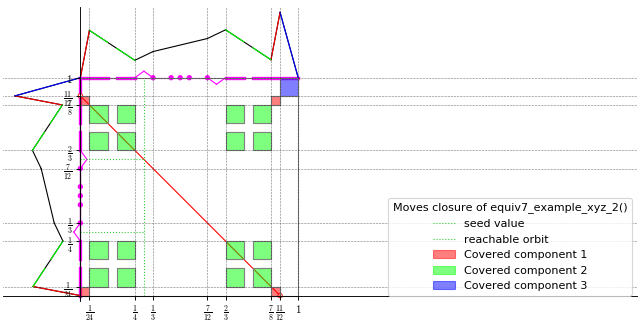 1
11/12
7/8
2/3
7/12
1/3
1/4
1/24
1/24 1/4 1/3 7/12 2/3 7/8 11/12 1
Moves closure of equiv7_example_xyz_2()
seed value
reachable orbit
Covered component 1
Covered component 2
Covered component 3